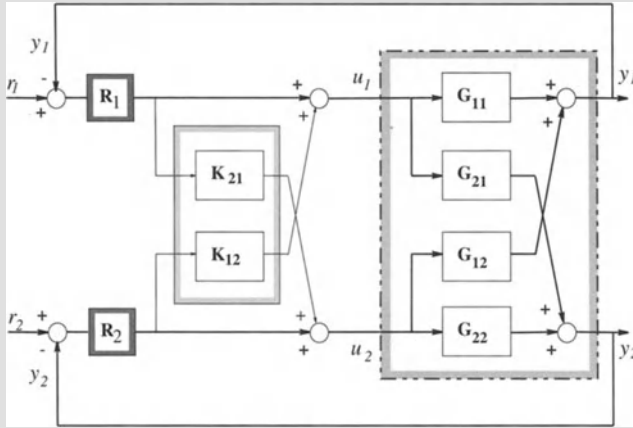 y1
-
r1
+
R1
+
+
u1
G11
+
+
y1
K21
G21
K12
G12
r2
+
-
R2
+
+
u2
G22
+
+
y2
y2